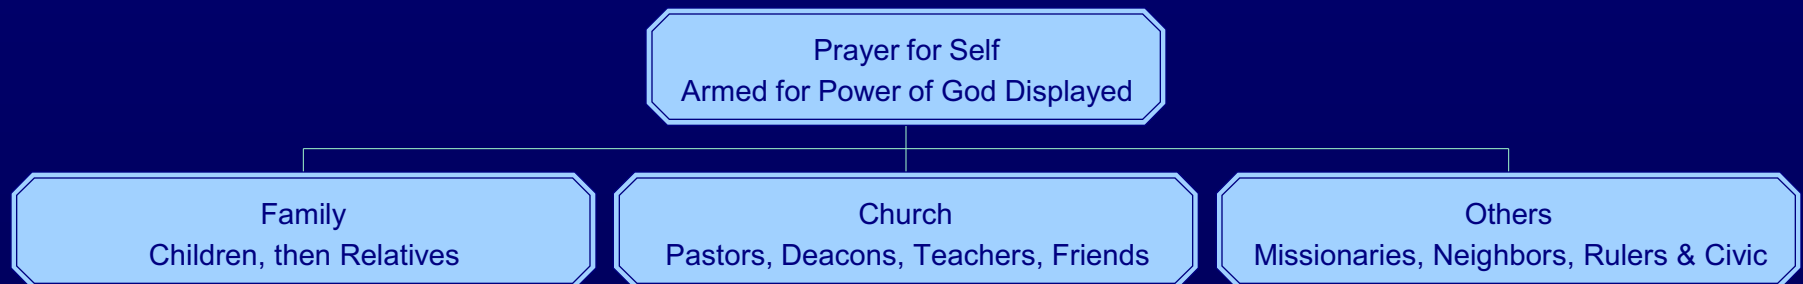 Prayer for Self
Armed for Power of God Displayed
Family
Children, then Relatives
Church
Pastors, Deacons, Teachers, Friends
Others
Missionaries, Neighbors, Rulers & Civic